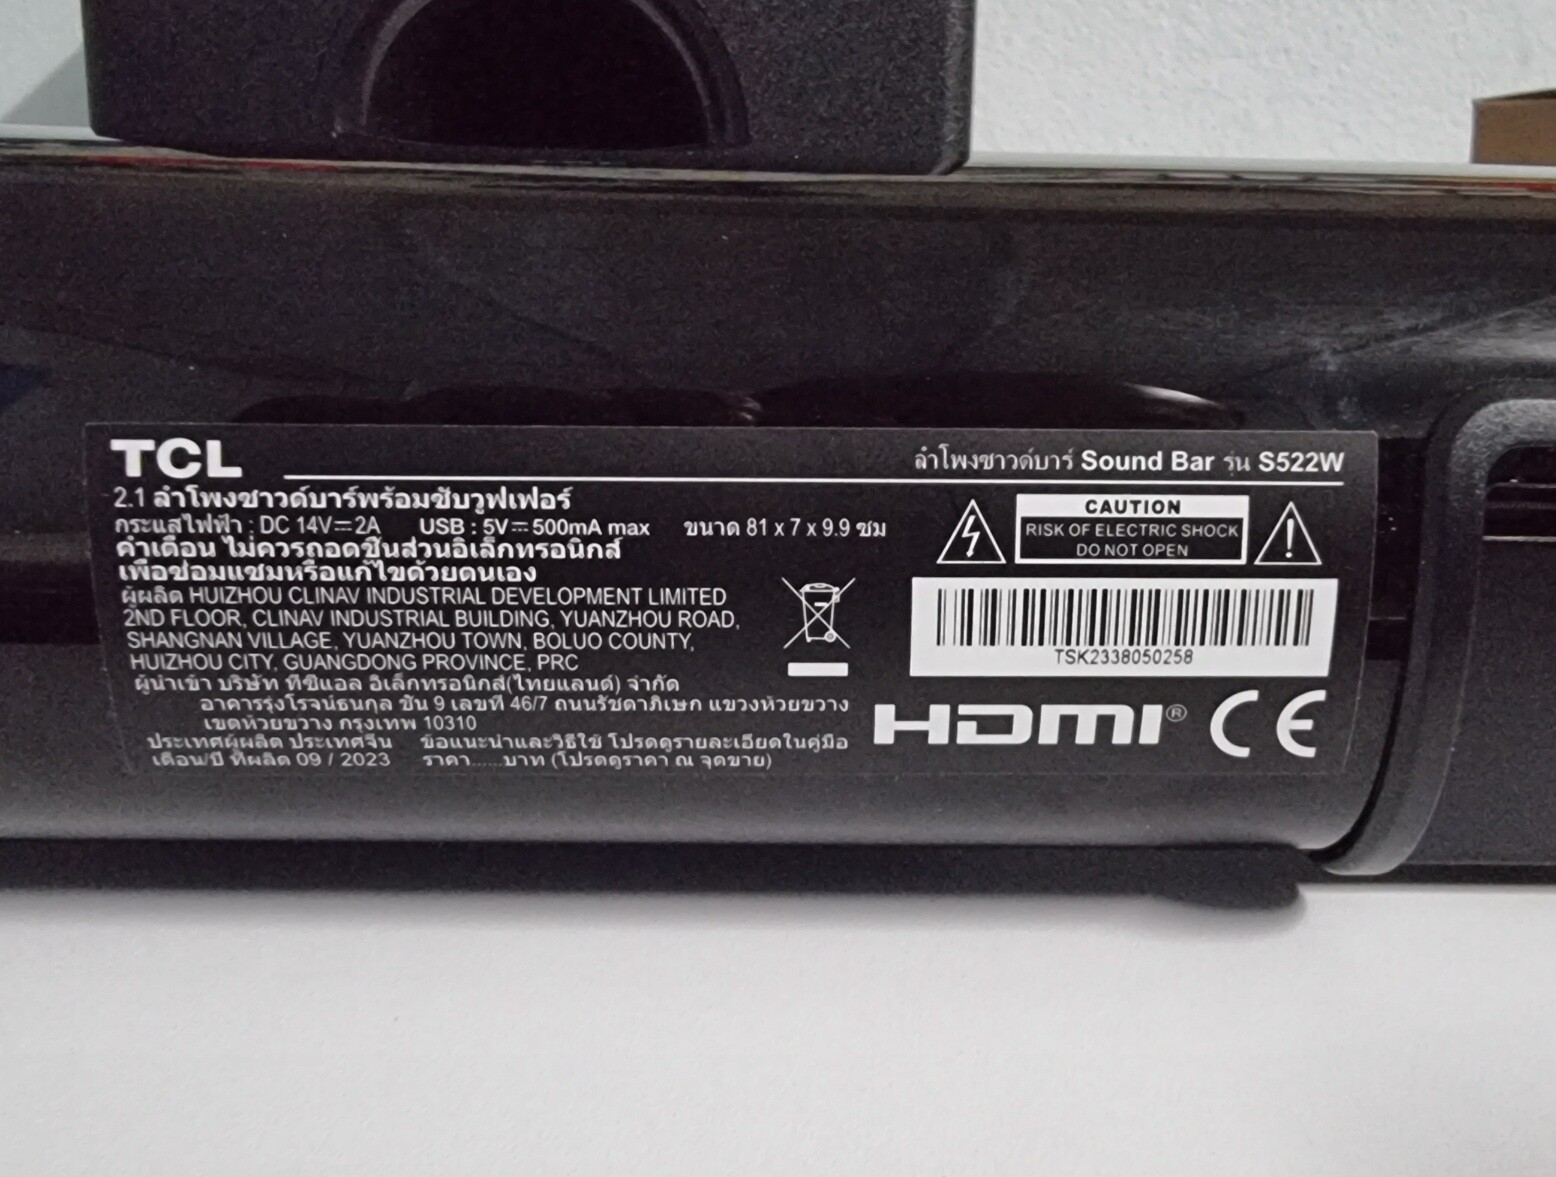 TCL
ลำโพงซาวด์บาร์ Sound Bar รุ่น S522W
2.1 ลำโพงซาวด์บาร์พร้อมซับวูฟเฟอร์
กระแสไฟฟ้า : DC 14V⎓2A USB : 5V⎓500mA max ขนาด 81 x 7 x 9.9 ซม
คำเตือน ไม่ควรถอดชิ้นส่วนอิเล็กทรอนิกส์
เพื่อซ่อมแซมหรือแก้ไขด้วยตนเอง
ผู้ผลิต HUIZHOU CLINAV INDUSTRIAL DEVELOPMENT LIMITED
2ND FLOOR, CLINAV INDUSTRIAL BUILDING, YUANZHOU ROAD,
SHANGNAN VILLAGE, YUANZHOU TOWN, BOLUO COUNTY,
HUIZHOU CITY, GUANGDONG PROVINCE, PRC
ผู้นำเข้า บริษัท ทีซีแอล อิเล็กทรอนิกส์(ไทยแลนด์) จำกัด
อาคารรุ่งโรจน์ธนกุล ชั้น 9 เลขที่ 46/7 ถนนรัชดาภิเษก แขวงห้วยขวาง
เขตห้วยขวาง กรุงเทพ 10310
ประเทศผู้ผลิต ประเทศจีน ข้อแนะนำและวิธีใช้ โปรดดูรายละเอียดในคู่มือ
เดือน/ปี ที่ผลิต 09 / 2023 ราคา......บาท (โปรดดูราคา ณ จุดขาย)
CAUTION
RISK OF ELECTRIC SHOCK
DO NOT OPEN
TSK2338050258
HDMI® CE